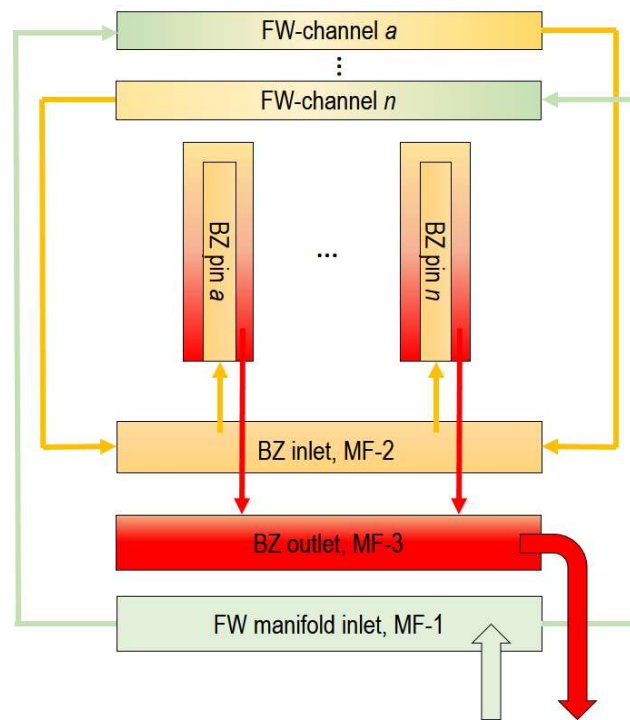 FW-channel a
⋮
FW-channel n
BZ pin a
...
BZ pin n
BZ inlet, MF-2
BZ outlet, MF-3
FW manifold inlet, MF-1